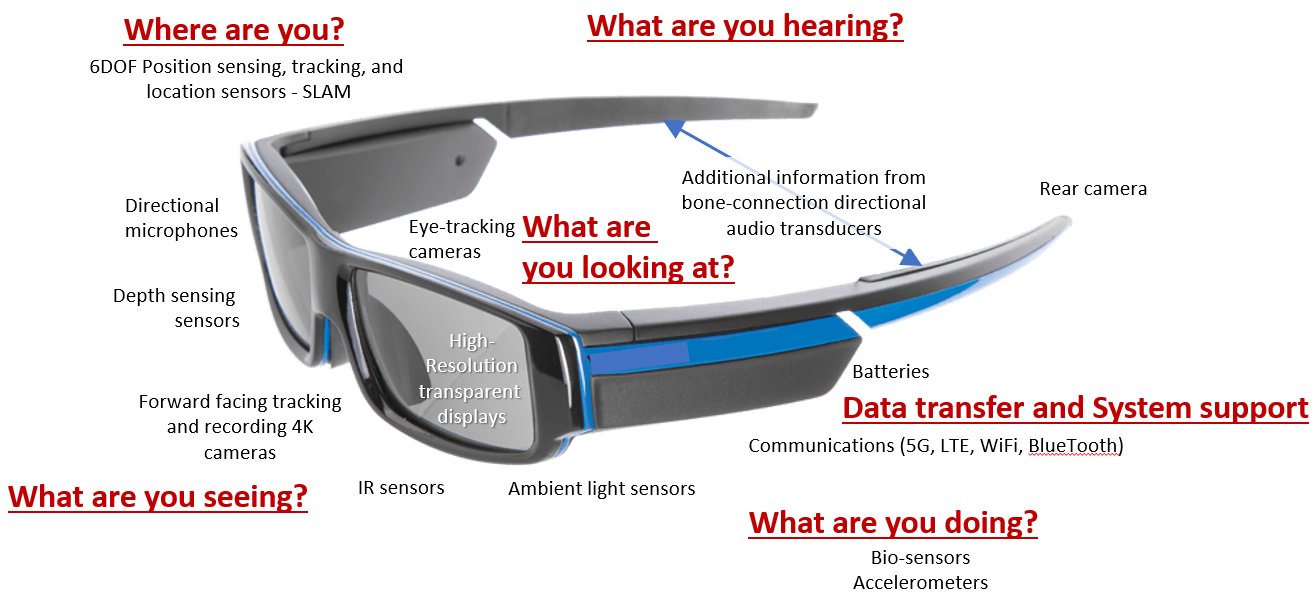 Where are you?
6DOF Position sensing, tracking, and
location sensors - SLAM
What are you hearing?
Additional information from
bone-connection directional
audio transducers
Rear camera
Directional
microphones
Eye-tracking
cameras
What are
you looking at?
Depth sensing
sensors
High-
Resolution
transparent
displays
Forward facing tracking
and recording 4K
cameras
Batteries
Data transfer and System support
Communications (5G, LTE, WiFi, BlueTooth)
What are you seeing?
IR sensors
Ambient light sensors
What are you doing?
Bio-sensors
Accelerometers